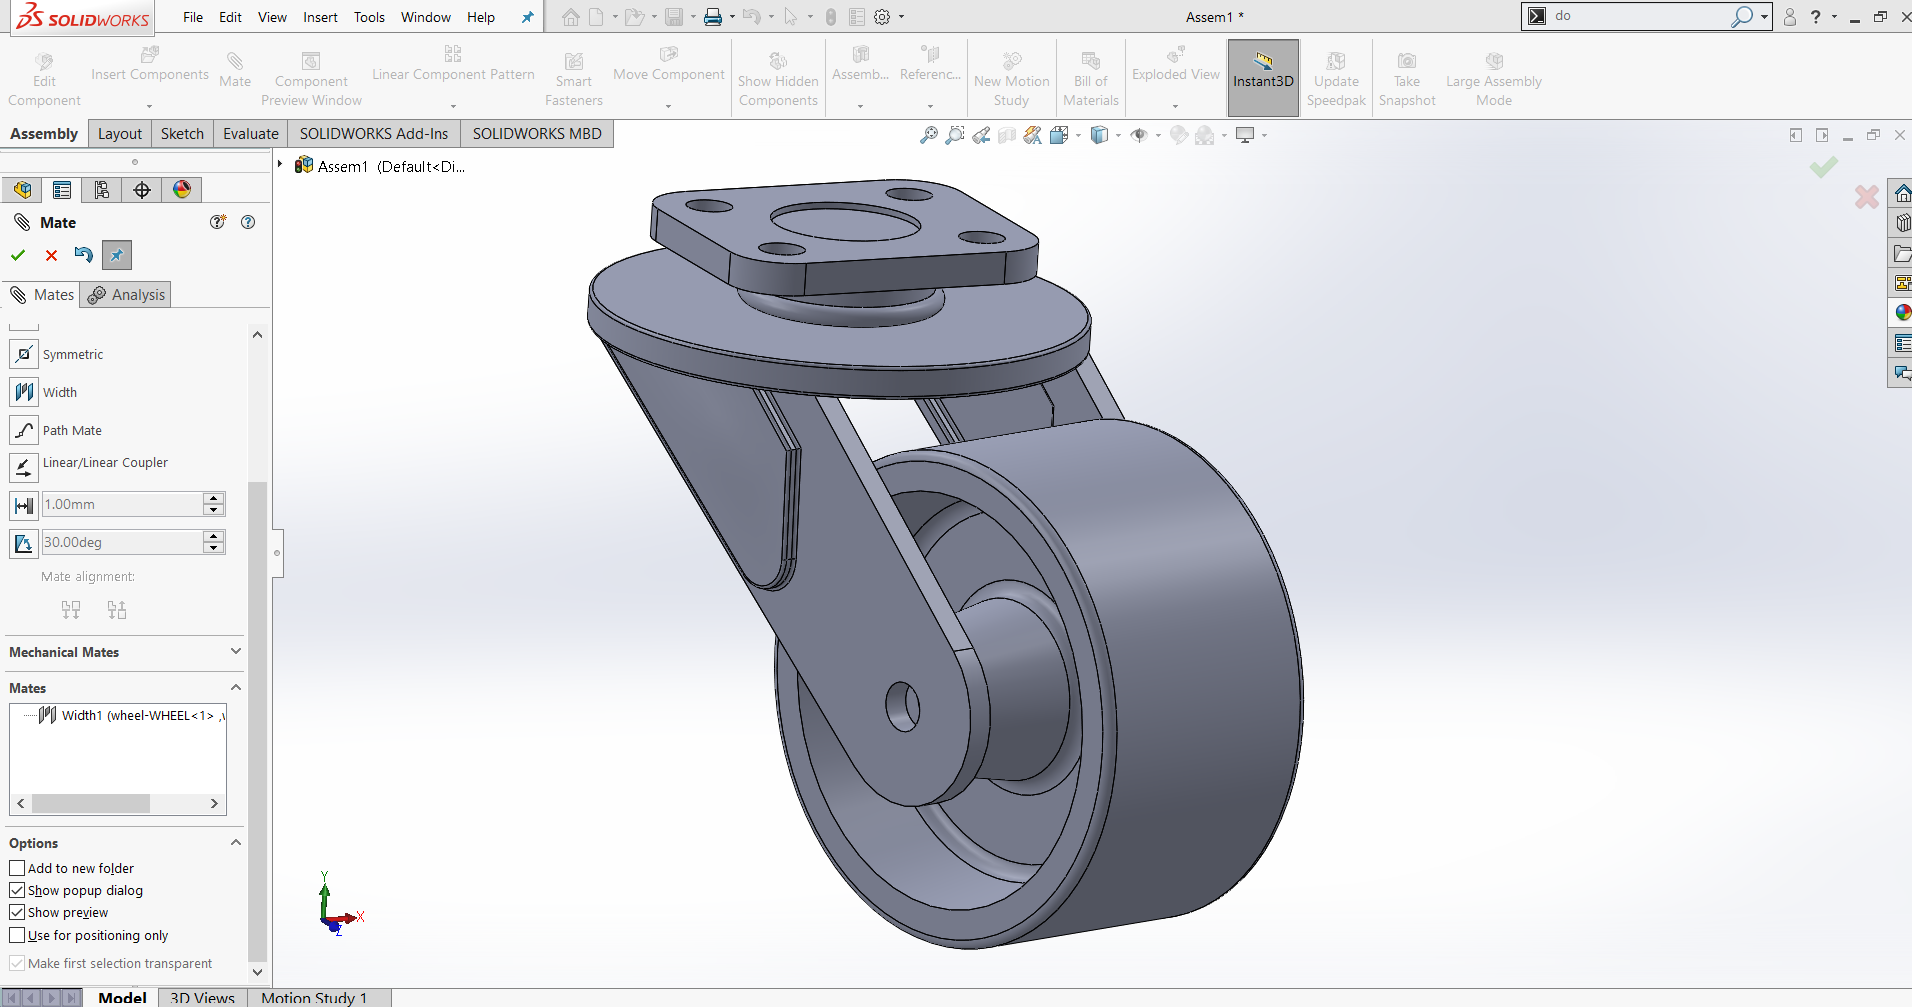 SOLIDWORKS File Edit View Insert Tools Window Help Assem1 * do ?
Edit Component
Insert Components
Mate
Component Preview Window
Linear Component Pattern
Smart Fasteners
Move Component
Show Hidden Components
Assemb...
Referenc...
New Motion Study
Bill of Materials
Exploded View
Instant3D
Update Speedpak
Take Snapshot
Large Assembly Mode
Assembly Layout Sketch Evaluate SOLIDWORKS Add-Ins SOLIDWORKS MBD
Assem1 (Default<Di...
Mate
Mates Analysis
Symmetric
Width
Path Mate
Linear/Linear Coupler
1.00mm
30.00deg
Mate alignment:
Mechanical Mates
Mates
Width1 (wheel-WHEEL<1> ,
Options
Add to new folder
Show popup dialog
Show preview
Use for positioning only
Make first selection transparent
Y
X
Z
Model 3D Views Motion Study 1